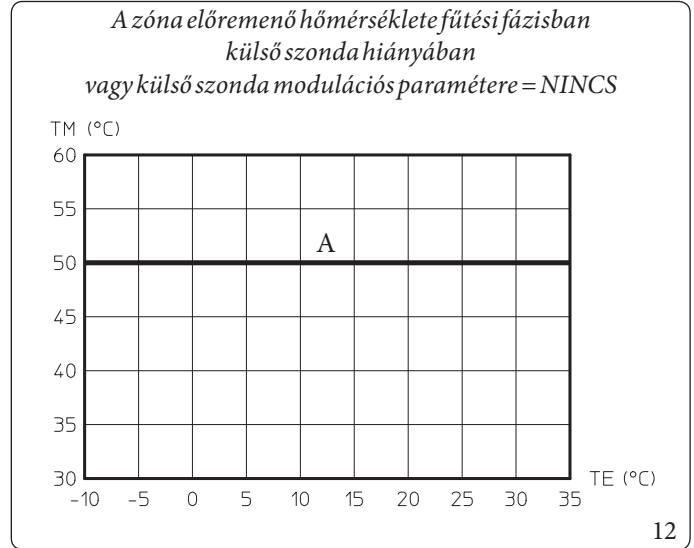 A zóna előremenő hőmérséklete fűtési fázisban
külső szonda hiányában
vagy külső szonda modulációs paramétere = NINCS
TM (°C)
60
55
A
50
45
40
35
30
TE (°C)
-10 -5 0 5 10 15 20 25 30 35
12